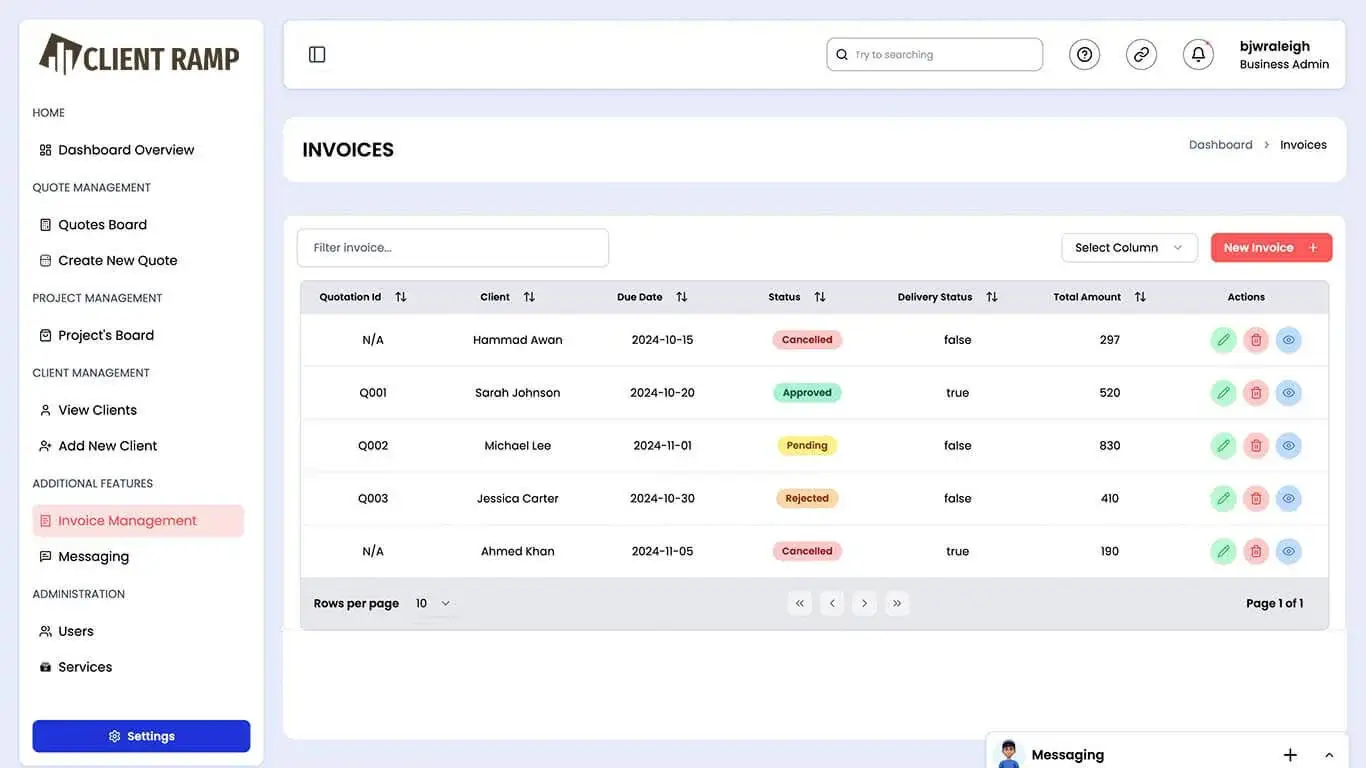 CLIENT RAMP
HOME
Dashboard Overview
QUOTE MANAGEMENT
Quotes Board
Create New Quote
PROJECT MANAGEMENT
Project's Board
CLIENT MANAGEMENT
View Clients
Add New Client
ADDITIONAL FEATURES
Invoice Management
Messaging
ADMINISTRATION
Users
Services
Settings
Try to searching
bjwraleigh
Business Admin
INVOICES
Dashboard > Invoices
Filter invoice...
Select Column
New Invoice +
Quotation Id Client Due Date Status Delivery Status Total Amount Actions
N/A Hammad Awan 2024-10-15 Cancelled false 297
Q001 Sarah Johnson 2024-10-20 Approved true 520
Q002 Michael Lee 2024-11-01 Pending false 830
Q003 Jessica Carter 2024-10-30 Rejected false 410
N/A Ahmed Khan 2024-11-05 Cancelled true 190
Rows per page 10 « ‹ › » Page 1 of 1
Messaging +